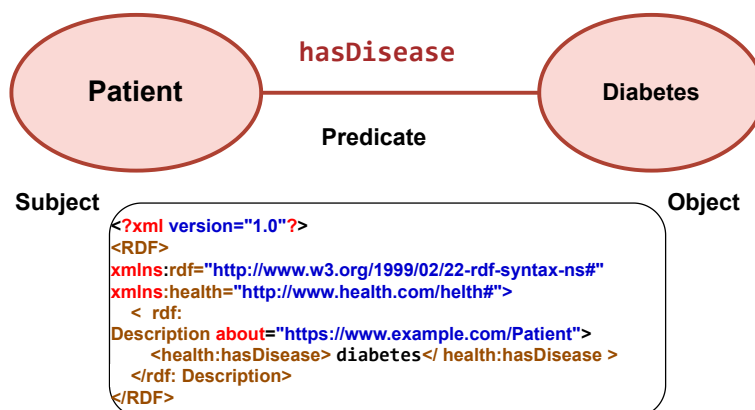 hasDisease
Patient
Diabetes
Predicate
Subject
Object
<?xml version="1.0"?>
<RDF>
xmlns:rdf="http://www.w3.org/1999/02/22-rdf-syntax-ns#"
xmlns:health="http://www.health.com/helth#">
< rdf:
Description about="https://www.example.com/Patient">
<health:hasDisease> diabetes</ health:hasDisease >
</rdf: Description>
</RDF>